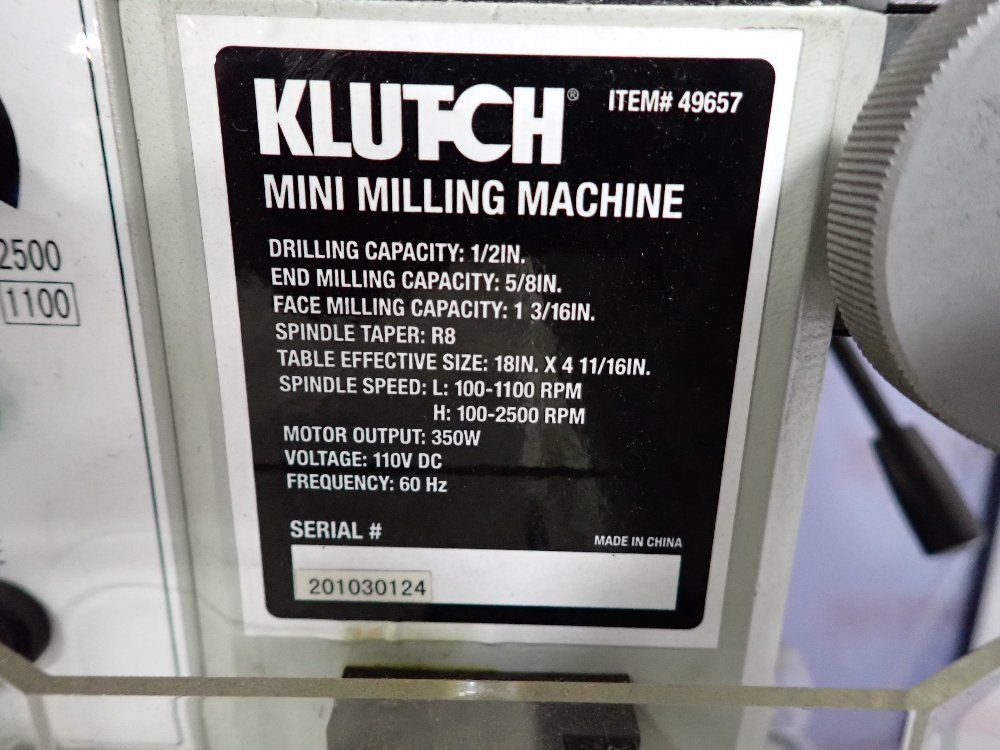 KLUTCH® ITEM# 49657
MINI MILLING MACHINE
DRILLING CAPACITY: 1/2IN.
END MILLING CAPACITY: 5/8IN.
FACE MILLING CAPACITY: 1 3/16IN.
SPINDLE TAPER: R8
TABLE EFFECTIVE SIZE: 18IN. X 4 11/16IN.
SPINDLE SPEED: L: 100-1100 RPM
H: 100-2500 RPM
MOTOR OUTPUT: 350W
VOLTAGE: 110V DC
FREQUENCY: 60 Hz
SERIAL #
MADE IN CHINA
201030124
2500
1100